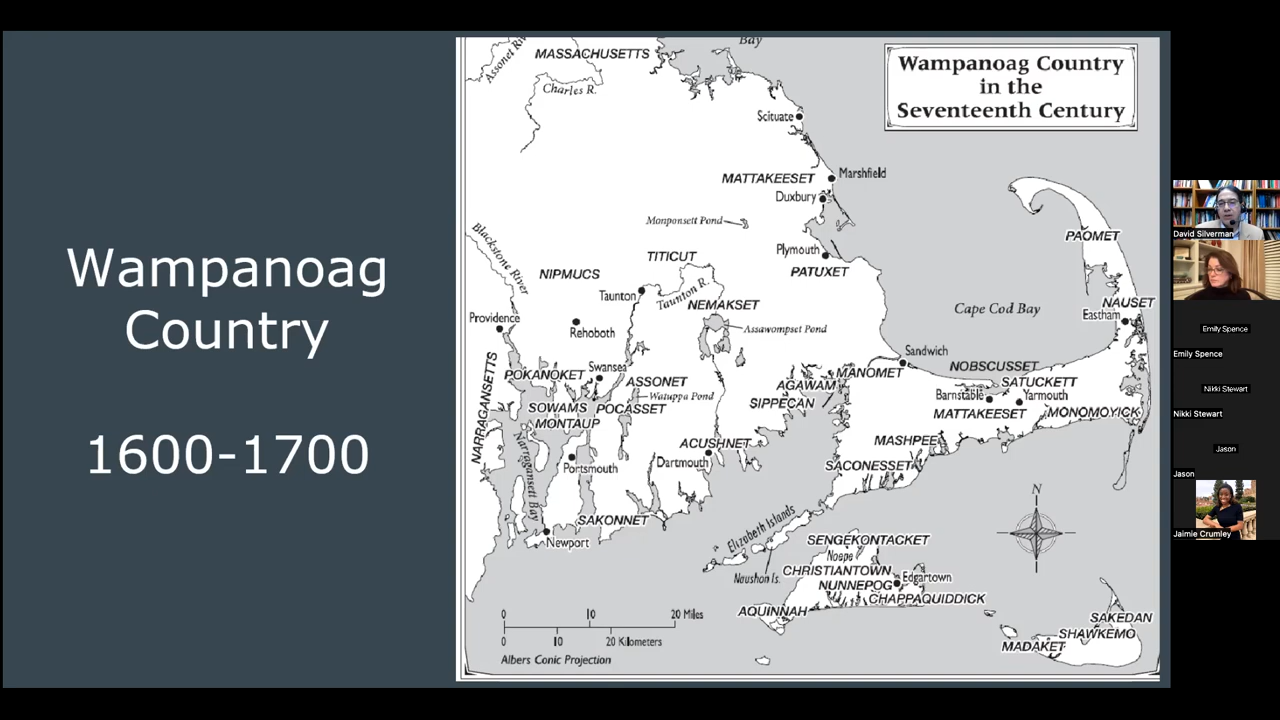 Wampanoag
Country
1600-1700
Wampanoag Country
in the
Seventeenth Century
Bay
MASSACHUSETTS
Charles R.
Scituate
MATTAKEESET
Marshfield
Duxbury
Monponsett Pond
Blackstone River
TITICUT
Plymouth
PATUXET
NIPMUCS
Taunton
Taunton R.
NEMAKSET
Assawompset Pond
Providence
Rehoboth
PAOMET
Cape Cod Bay
NAUSET
Eastham
NARRAGANSETTS
POKANOKET
Swansea
ASSONET
Watuppa Pond
SOWAMS
POCASSET
MONTAUP
Sandwich
MANOMET
AGAWAM
SIPPECAN
NOBSCUSSET
SATUCKETT
Barnstable
Yarmouth
MATTAKEESET
MONOMOYICK
ACUSHNET
Dartmouth
MASHPEE
SACONESSET
Narragansett Bay
Portsmouth
SAKONNET
Newport
Elizabeth Islands
Naushon Is.
SENGEKONTACKET
Noepe
CHRISTIANTOWN
NUNNEPOG
Edgartown
CHAPPAQUIDDICK
AQUINNAH
N
SAKEDAN
SHAWKEMO
MADAKET
0 10 20 Miles
0 10 20 Kilometers
Albers Conic Projection
Assonet Riv
David Silverman
Emily Spence
Emily Spence
Nikki Stewart
Nikki Stewart
Jason
Jason
Jaimie Crumley